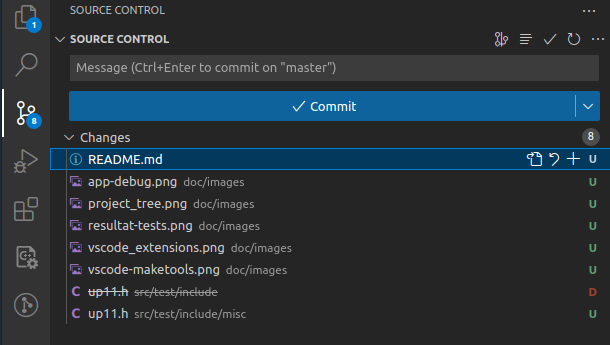 SOURCE CONTROL
1
SOURCE CONTROL
Message (Ctrl+Enter to commit on "master")
8
Commit
Changes 8
README.md U
app-debug.png doc/images U
project_tree.png doc/images U
resultat-tests.png doc/images U
vscode_extensions.png doc/images U
vscode-maketools.png doc/images U
C up11.h src/test/include D
C up11.h src/test/include/misc U